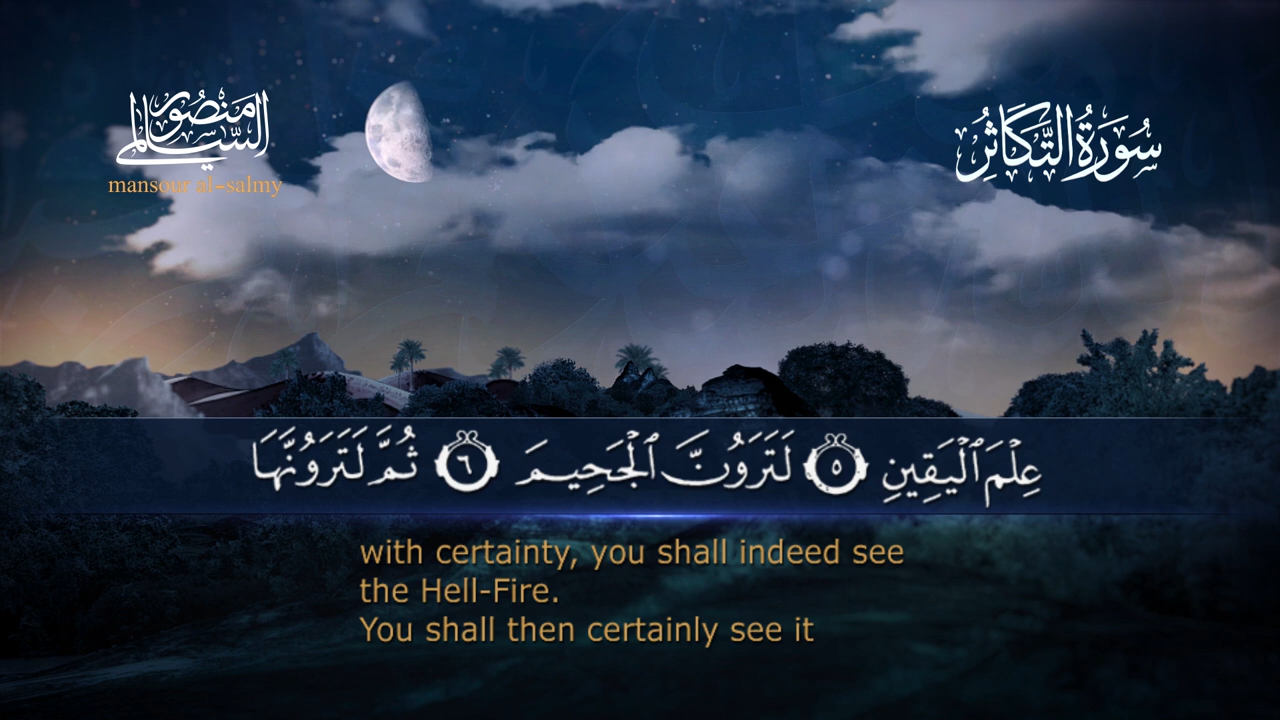 منصور
السالمي
mansour al-salmy
سُورَةُ التَّكَاثُرِ
عِلْمَ ٱلْيَقِينِ ٥ لَتَرَوُنَّ ٱلْجَحِيمَ ٦ ثُمَّ لَتَرَوُنَّهَا
with certainty, you shall indeed see
the Hell-Fire.
You shall then certainly see it